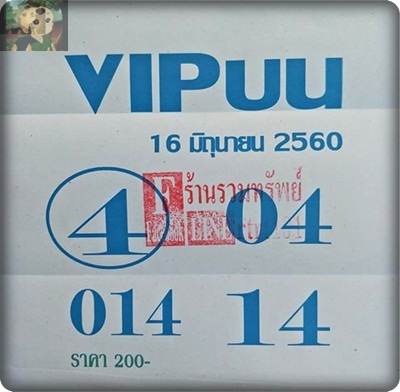 VIPบน
16 มิถุนายน 2560
F ร้านรวมทรัพย์
4 04
014 14
ราคา 200-